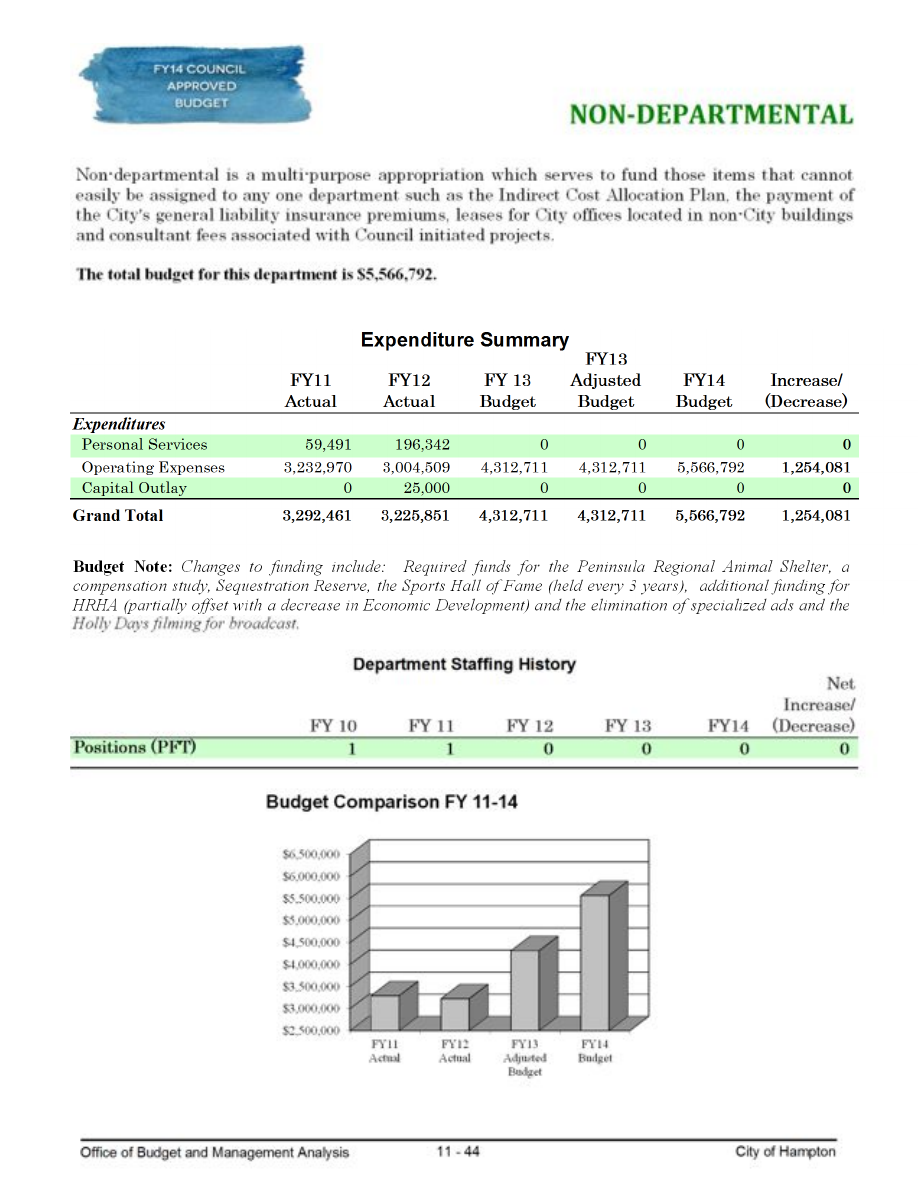 FY14 COUNCIL
APPROVED
BUDGET
NON-DEPARTMENTAL
Non-departmental is a multi-purpose appropriation which serves to fund those items that cannot
easily be assigned to any one department such as the Indirect Cost Allocation Plan, the payment of
the City's general liability insurance premiums, leases for City offices located in non-City buildings
and consultant fees associated with Council initiated projects.
The total budget for this department is $5,566,792.
Expenditure Summary
FY13
FY11 FY12 FY 13 Adjusted FY14 Increase/
Actual Actual Budget Budget Budget (Decrease)
Expenditures
Personal Services 59,491 196,342 0 0 0 0
Operating Expenses 3,232,970 3,004,509 4,312,711 4,312,711 5,566,792 1,254,081
Capital Outlay 0 25,000 0 0 0 0
Grand Total 3,292,461 3,225,851 4,312,711 4,312,711 5,566,792 1,254,081
Budget Note: Changes to funding include: Required funds for the Peninsula Regional Animal Shelter, a
compensation study, Sequestration Reserve, the Sports Hall of Fame (held every 3 years), additional funding for
HRHA (partially offset with a decrease in Economic Development) and the elimination of specialized ads and the
Holly Days filming for broadcast.
Department Staffing History
Net
Increase/
FY 10 FY 11 FY 12 FY 13 FY14 (Decrease)
Positions (PFT) 1 1 0 0 0 0
Budget Comparison FY 11-14
$6,500,000
$6,000,000
$5,500,000
$5,000,000
$4,500,000
$4,000,000
$3,500,000
$3,000,000
$2,500,000
FY11 FY12 FY13 FY14
Actual Actual Adjusted Budget
Budget
Office of Budget and Management Analysis 11 - 44 City of Hampton